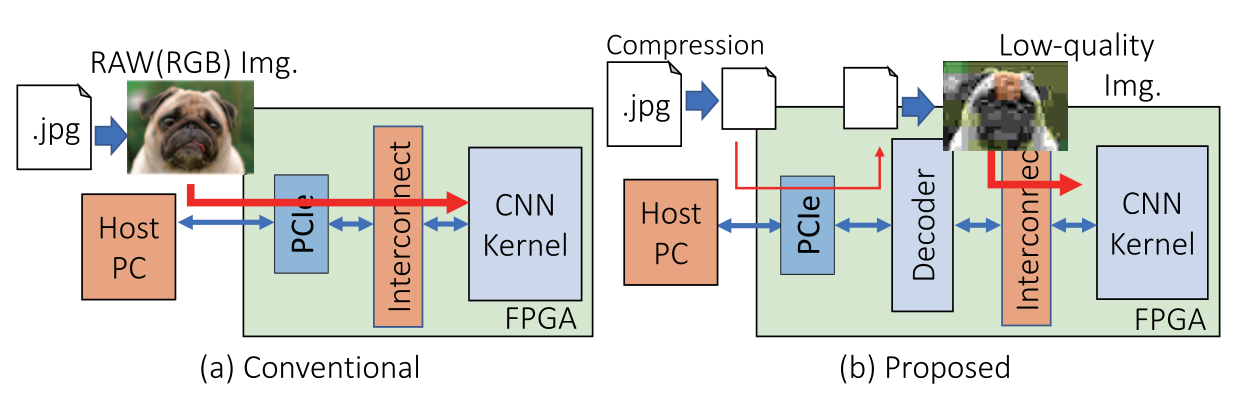 RAW(RGB) Img.
.jpg
Host
PC
PCIe
Interconnect
CNN
Kernel
FPGA
(a) Conventional
Compression
.jpg
Low-quality
Img.
Host
PC
PCIe
Decoder
Interconnect
CNN
Kernel
FPGA
(b) Proposed